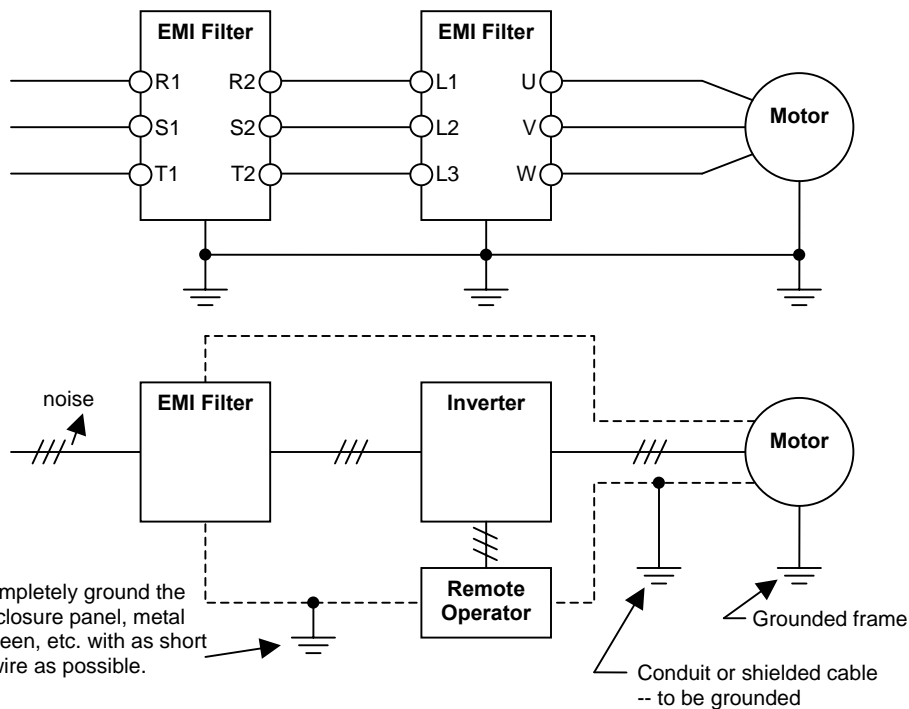 EMI Filter
EMI Filter
R1 R2 L1 U
S1 S2 L2 V
T1 T2 L3 W
Motor
noise
EMI Filter
Inverter
Motor
Remote
Operator
mpletely ground the
closure panel, metal
een, etc. with as short
wire as possible.
Grounded frame
Conduit or shielded cable
-- to be grounded